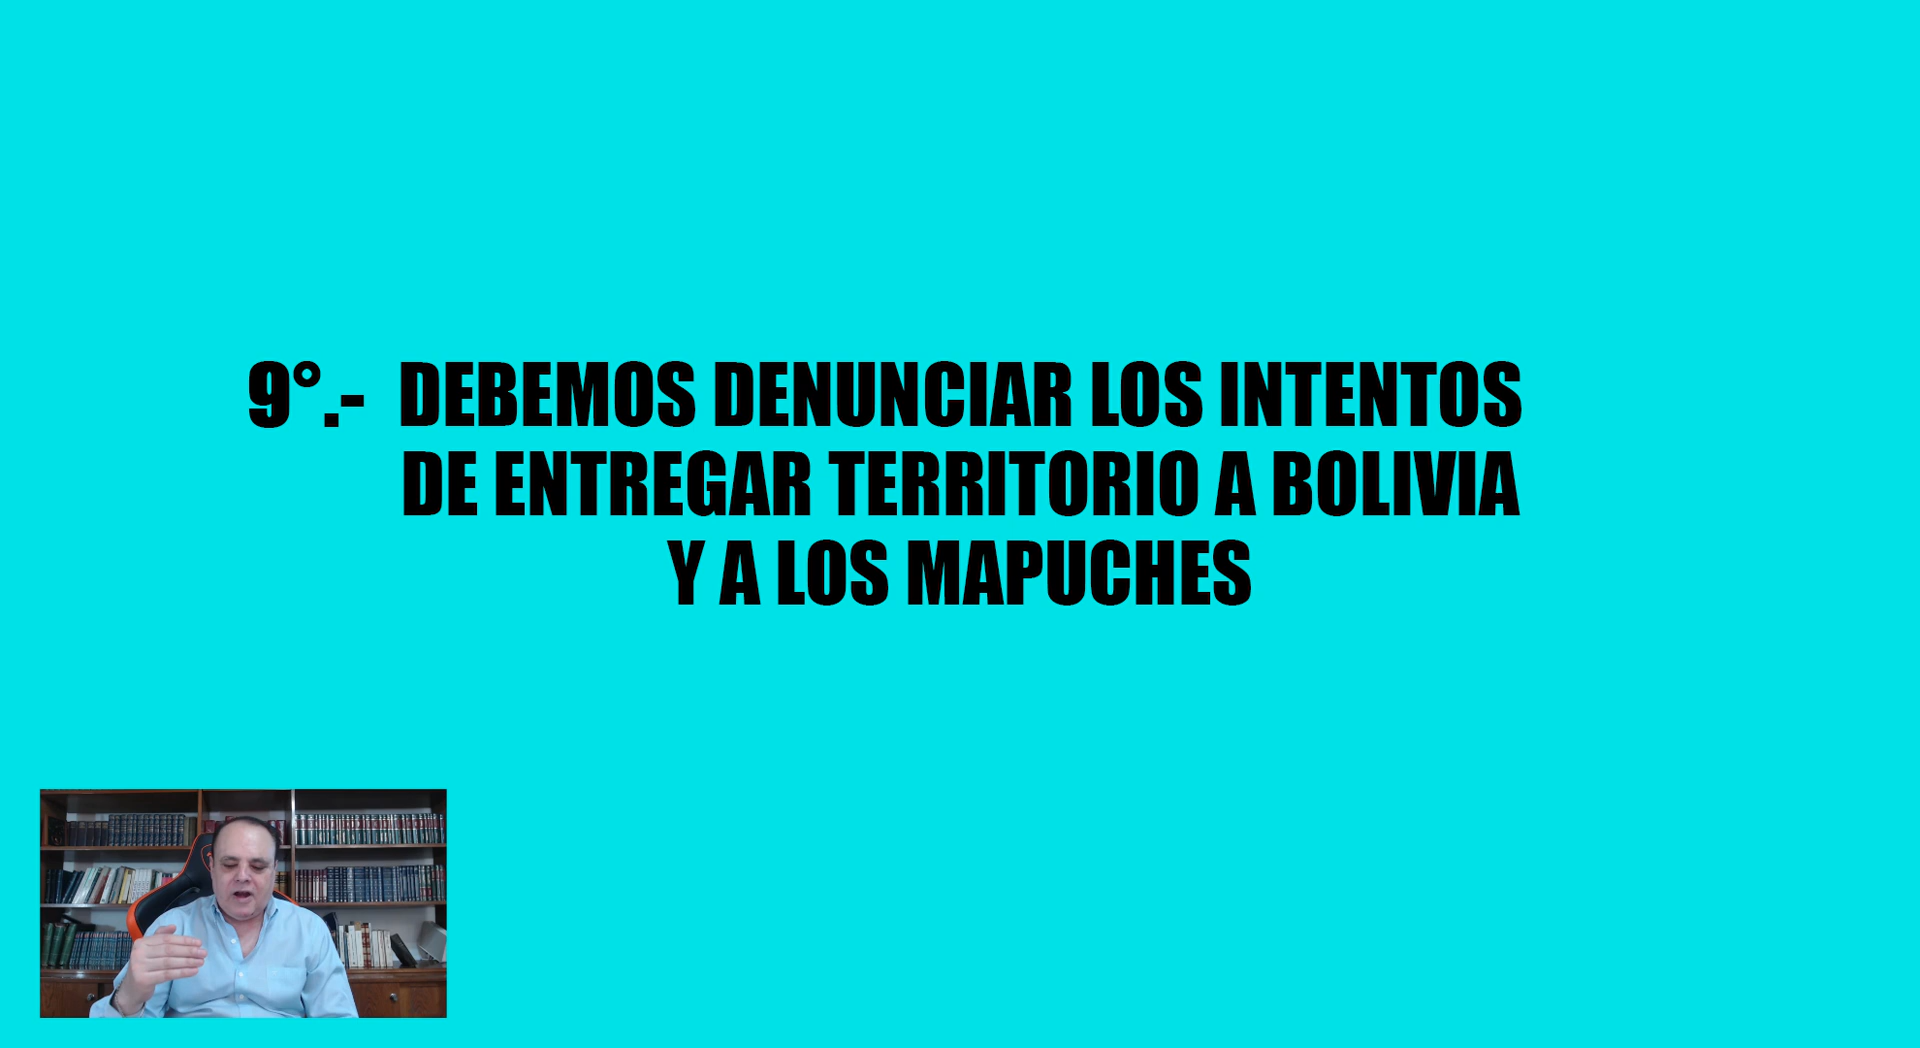 9°.- DEBEMOS DENUNCIAR LOS INTENTOS
DE ENTREGAR TERRITORIO A BOLIVIA
Y A LOS MAPUCHES